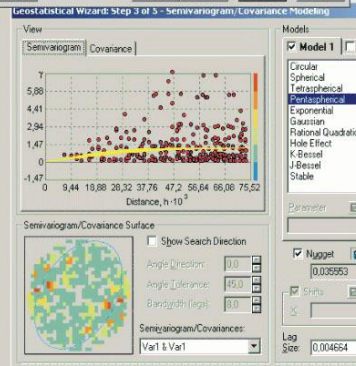 Geostatistical Wizard: Step 3 of 5 - Semivariogram/Covariance Modeling
View
Semivariogram
Covariance
γ
5,88
4,41
2,94
1,47
0
-1,47
0 9,44 18,88 28,32 37,76 47,2 56,64 66,08 75,52
Distance, h·10³
Semivariogram/Covariance Surface
Show Search Direction
Angle Direction: 0,0
Angle Tolerance: 45,0
Bandwidth (lags): 3,0
Semivariogram/Covariances:
Var1 & Var1
Models
Model 1
Circular
Spherical
Tetraspherical
Pentaspherical
Exponential
Gaussian
Rational Quadratic
Hole Effect
K-Bessel
J-Bessel
Stable
Parameter
Nugget
0,035553
Shifts
X:
Lag
Size: 0,004664